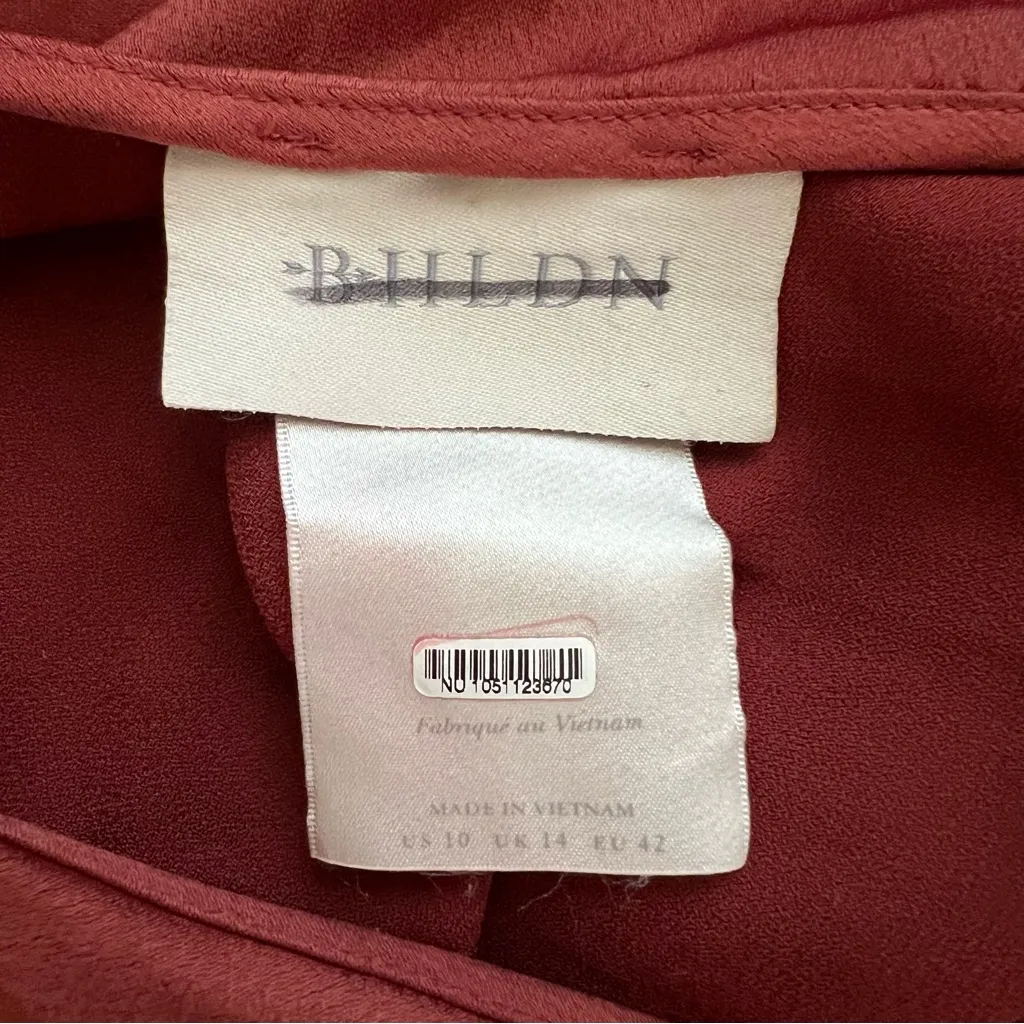 BHLDN
NU 1051123670
Fabriqué au Vietnam
MADE IN VIETNAM
US 10 UK 14 EU 42